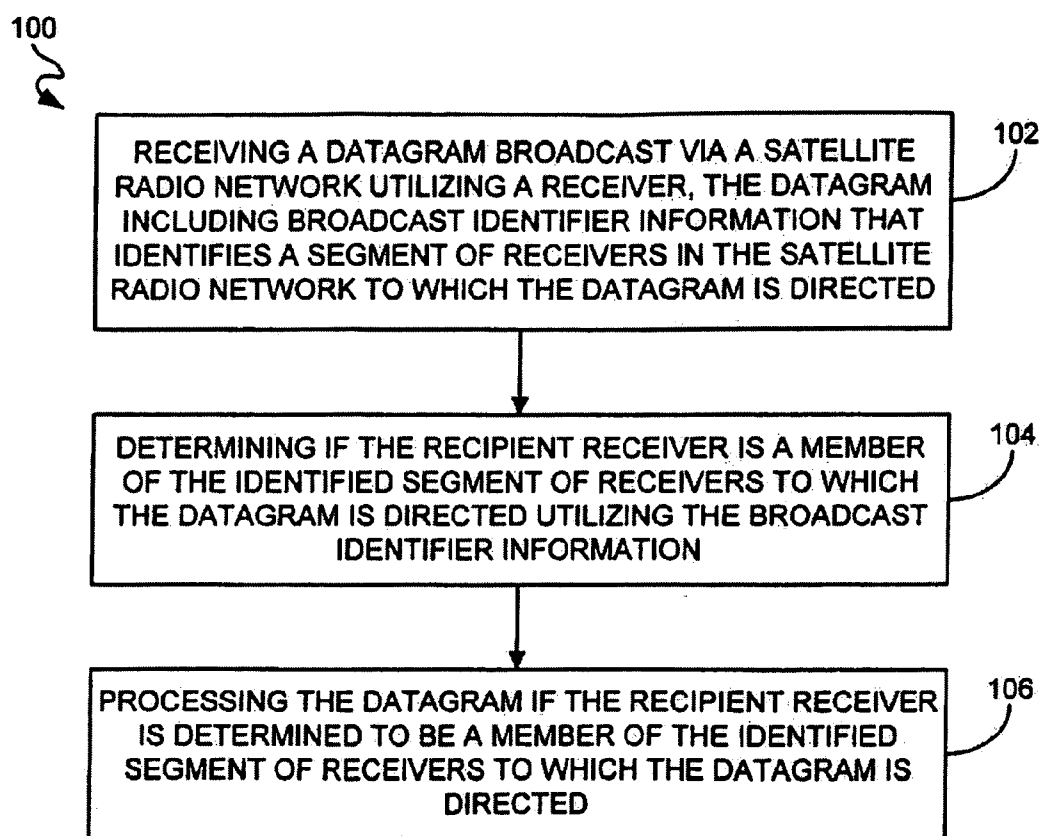 100
RECEIVING A DATAGRAM BROADCAST VIA A SATELLITE
RADIO NETWORK UTILIZING A RECEIVER, THE DATAGRAM
INCLUDING BROADCAST IDENTIFIER INFORMATION THAT
IDENTIFIES A SEGMENT OF RECEIVERS IN THE SATELLITE
RADIO NETWORK TO WHICH THE DATAGRAM IS DIRECTED
102
DETERMINING IF THE RECIPIENT RECEIVER IS A MEMBER
OF THE IDENTIFIED SEGMENT OF RECEIVERS TO WHICH
THE DATAGRAM IS DIRECTED UTILIZING THE BROADCAST
IDENTIFIER INFORMATION
104
PROCESSING THE DATAGRAM IF THE RECIPIENT RECEIVER
IS DETERMINED TO BE A MEMBER OF THE IDENTIFIED
SEGMENT OF RECEIVERS TO WHICH THE DATAGRAM IS
DIRECTED
106